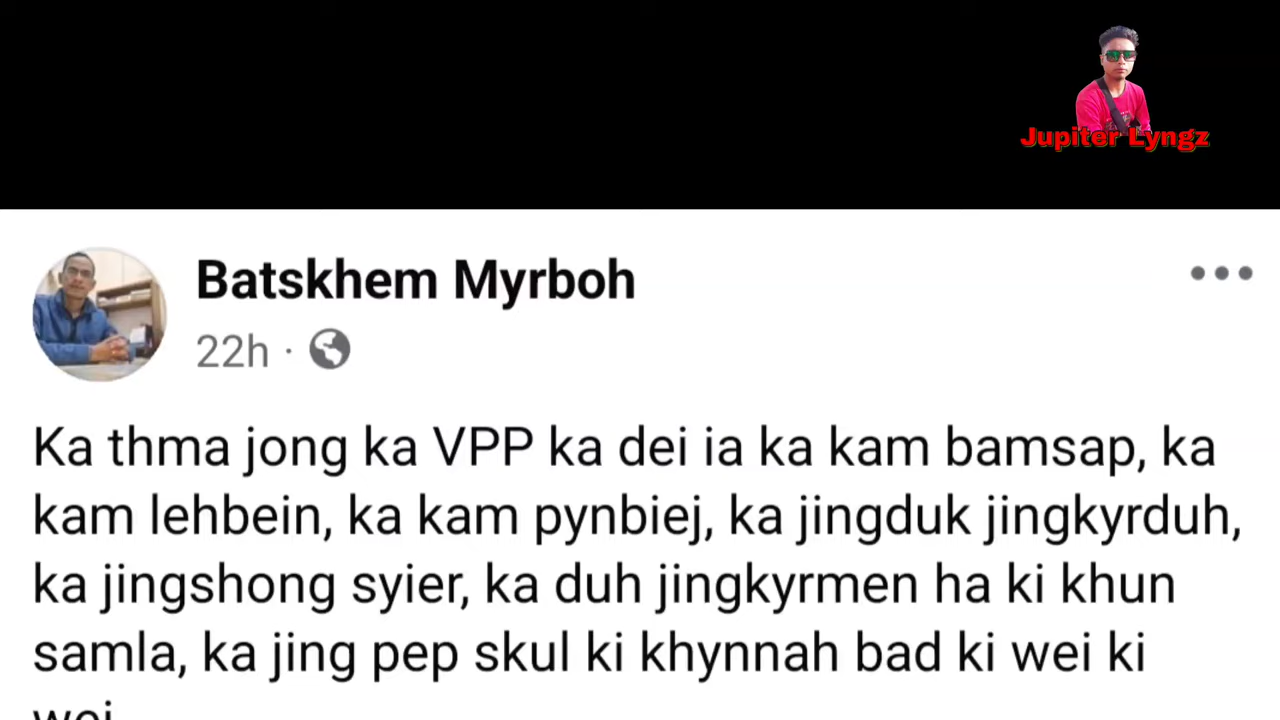 Jupiter Lyngz
Batskhem Myrboh
22h ·
Ka thma jong ka VPP ka dei ia ka kam bamsap, ka
kam lehbein, ka kam pynbiej, ka jingduk jingkyrduh,
ka jingshong syier, ka duh jingkyrmen ha ki khun
samla, ka jing pep skul ki khynnah bad ki wei ki